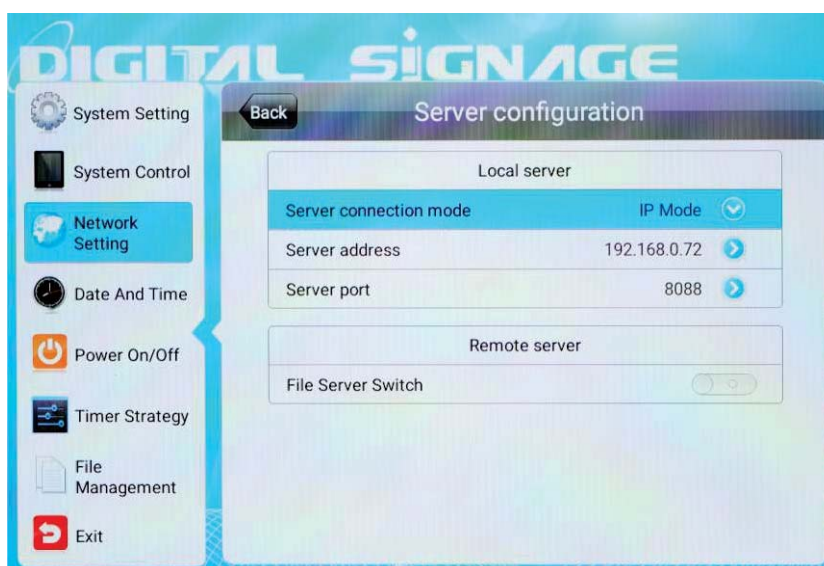 DIGITAL SiGNAGE
System Setting
System Control
Network
Setting
Date And Time
Power On/Off
Timer Strategy
File
Management
Exit
Back
Server configuration
Local server
Server connection mode IP Mode
Server address 192.168.0.72
Server port 8088
Remote server
File Server Switch